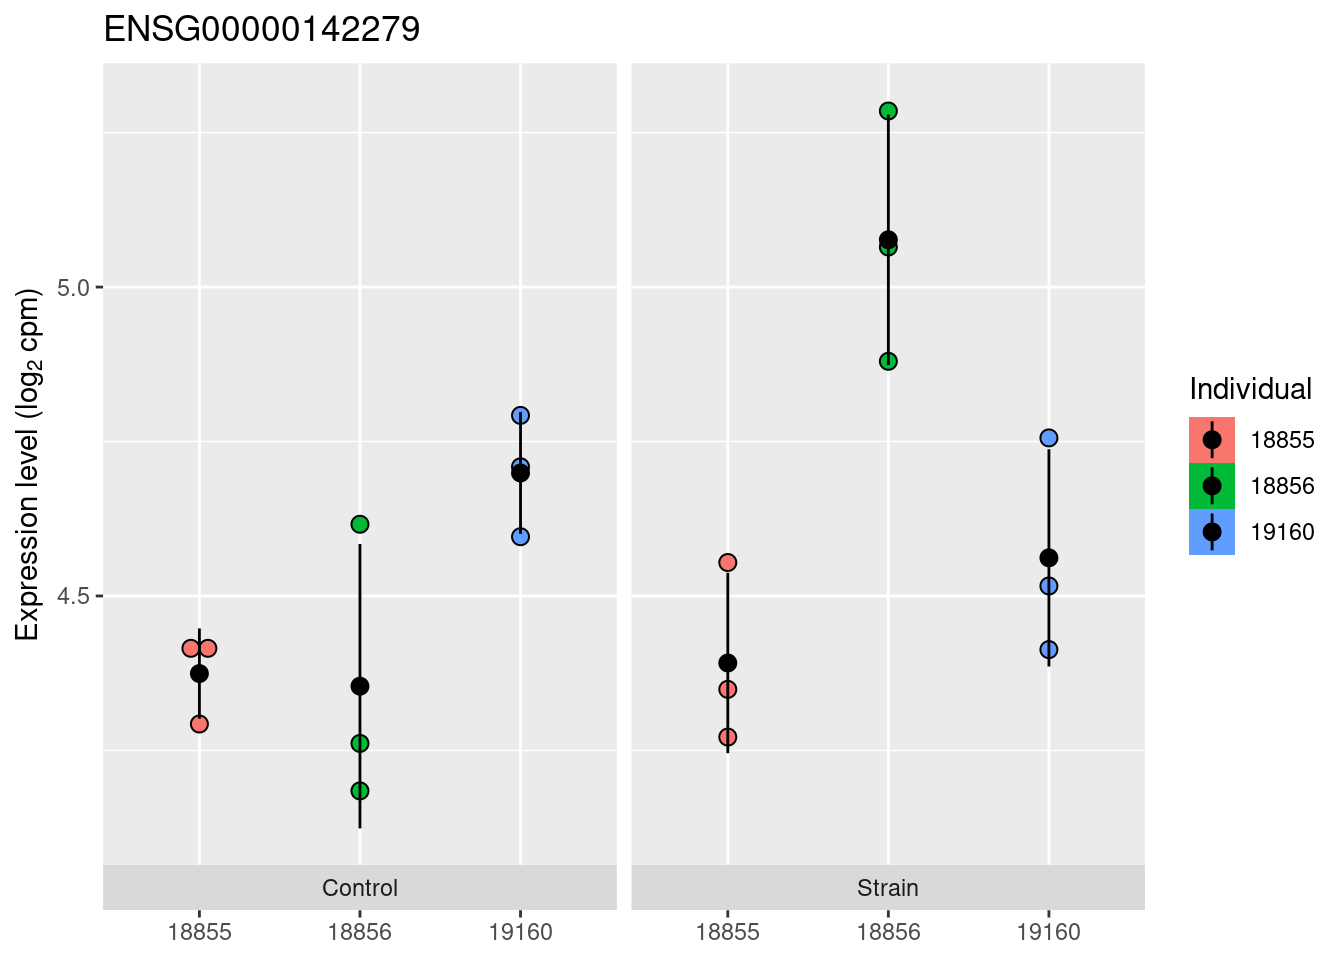 ENSG00000142279
Expression level (log2 cpm)
5.0
4.5
Control
Strain
18855
18856
19160
18855
18856
19160
Individual
18855
18856
19160